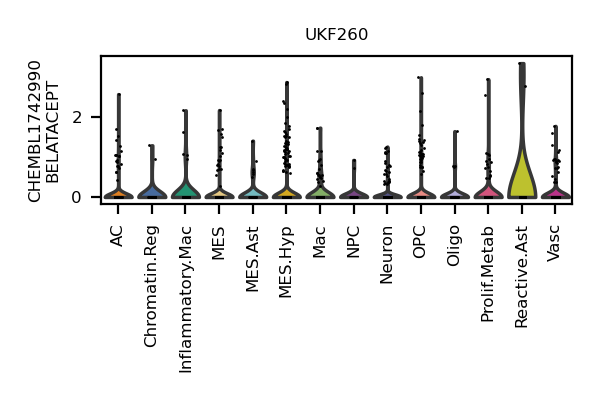 UKF260
CHEMBL1742990
BELATACEPT
2
0
AC
Chromatin.Reg
Inflammatory.Mac
MES
MES.Ast
MES.Hyp
Mac
NPC
Neuron
OPC
Oligo
Prolif.Metab
Reactive.Ast
Vasc